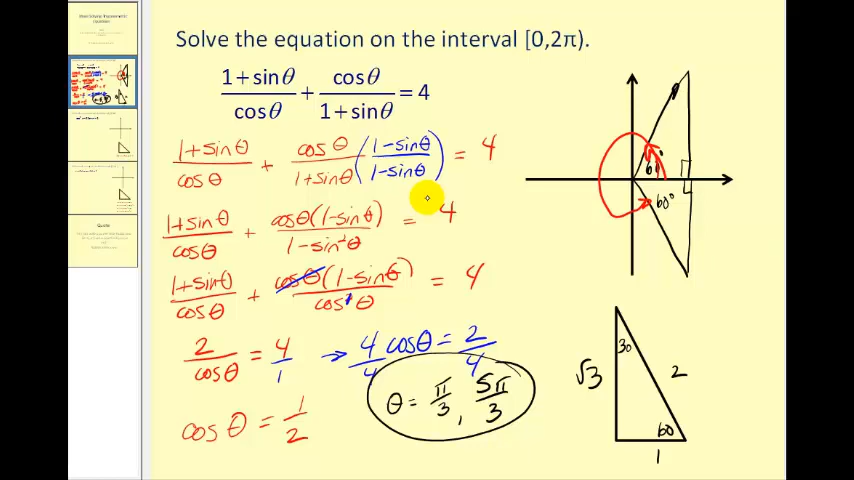 Solve the equation on the interval [0,2π).
(1+sinθ)/cosθ + cosθ/(1+sinθ) = 4
(1+sinθ)/cosθ + cosθ/(1+sinθ) ((1-sinθ)/(1-sinθ)) = 4
(1+sinθ)/cosθ + cosθ(1-sinθ)/(1-sin²θ) = 4
(1+sinθ)/cosθ + cosθ(1-sinθ)/cos²θ = 4
2/cosθ = 4/1 → 4/4 cosθ = 2/4
cosθ = 1/2
θ = π/3, 5π/3
60°
60°
30
√3
2
60
1